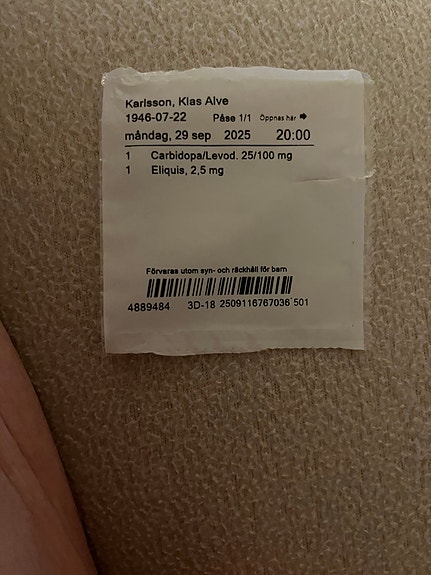 Karlsson, Klas Alve
1946-07-22 Påse 1/1 Öppnas här
måndag, 29 sep 2025 20:00
1 Carbidopa/Levod. 25/100 mg
1 Eliquis, 2,5 mg
Förvaras utom syn- och räckhåll för barn
4889484 3D-18 2509116767036 501